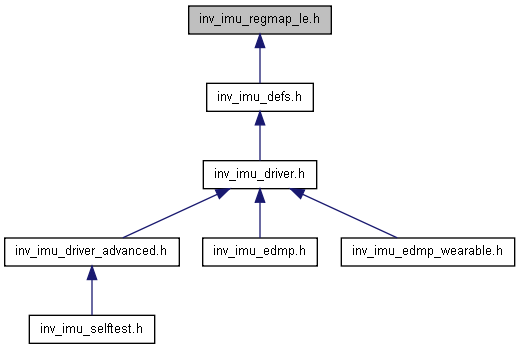 inv_imu_regmap_le.h
inv_imu_defs.h
inv_imu_driver.h
inv_imu_driver_advanced.h
inv_imu_edmp.h
inv_imu_edmp_wearable.h
inv_imu_selftest.h